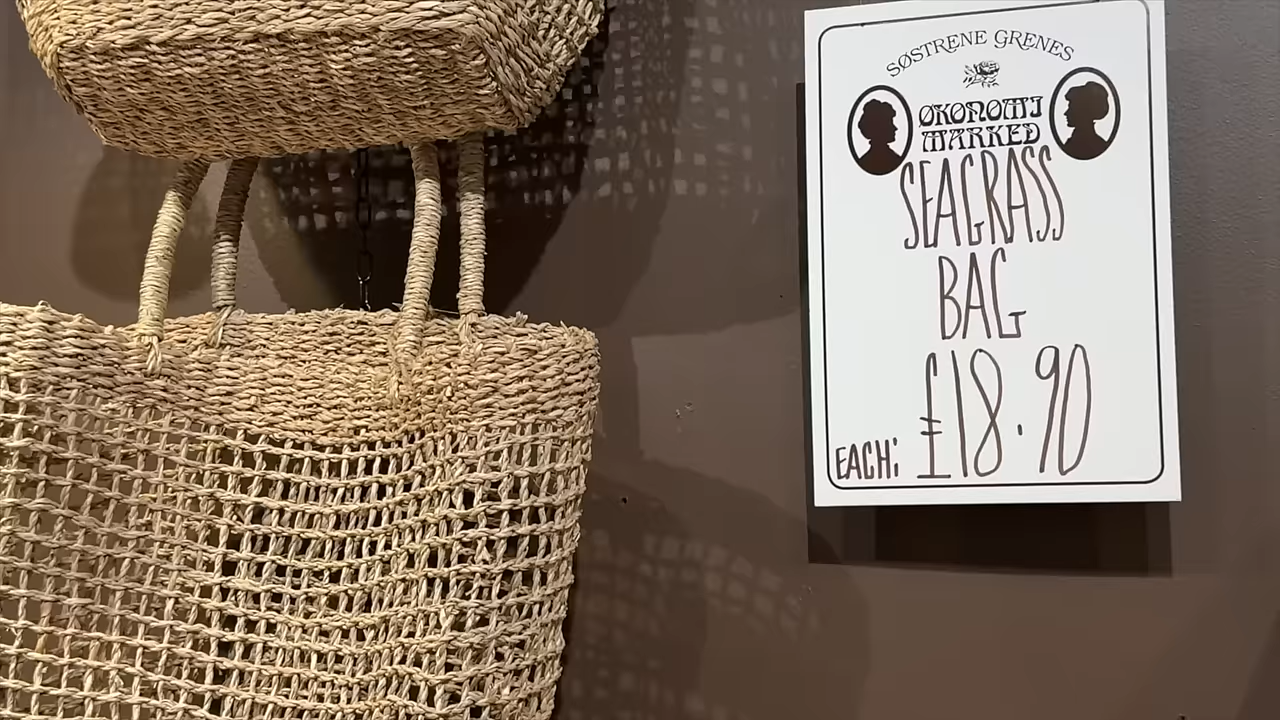 SØSTRENE GRENES
ØKONOMI
MARKED
SEAGRASS
BAG
EACH: £18.90